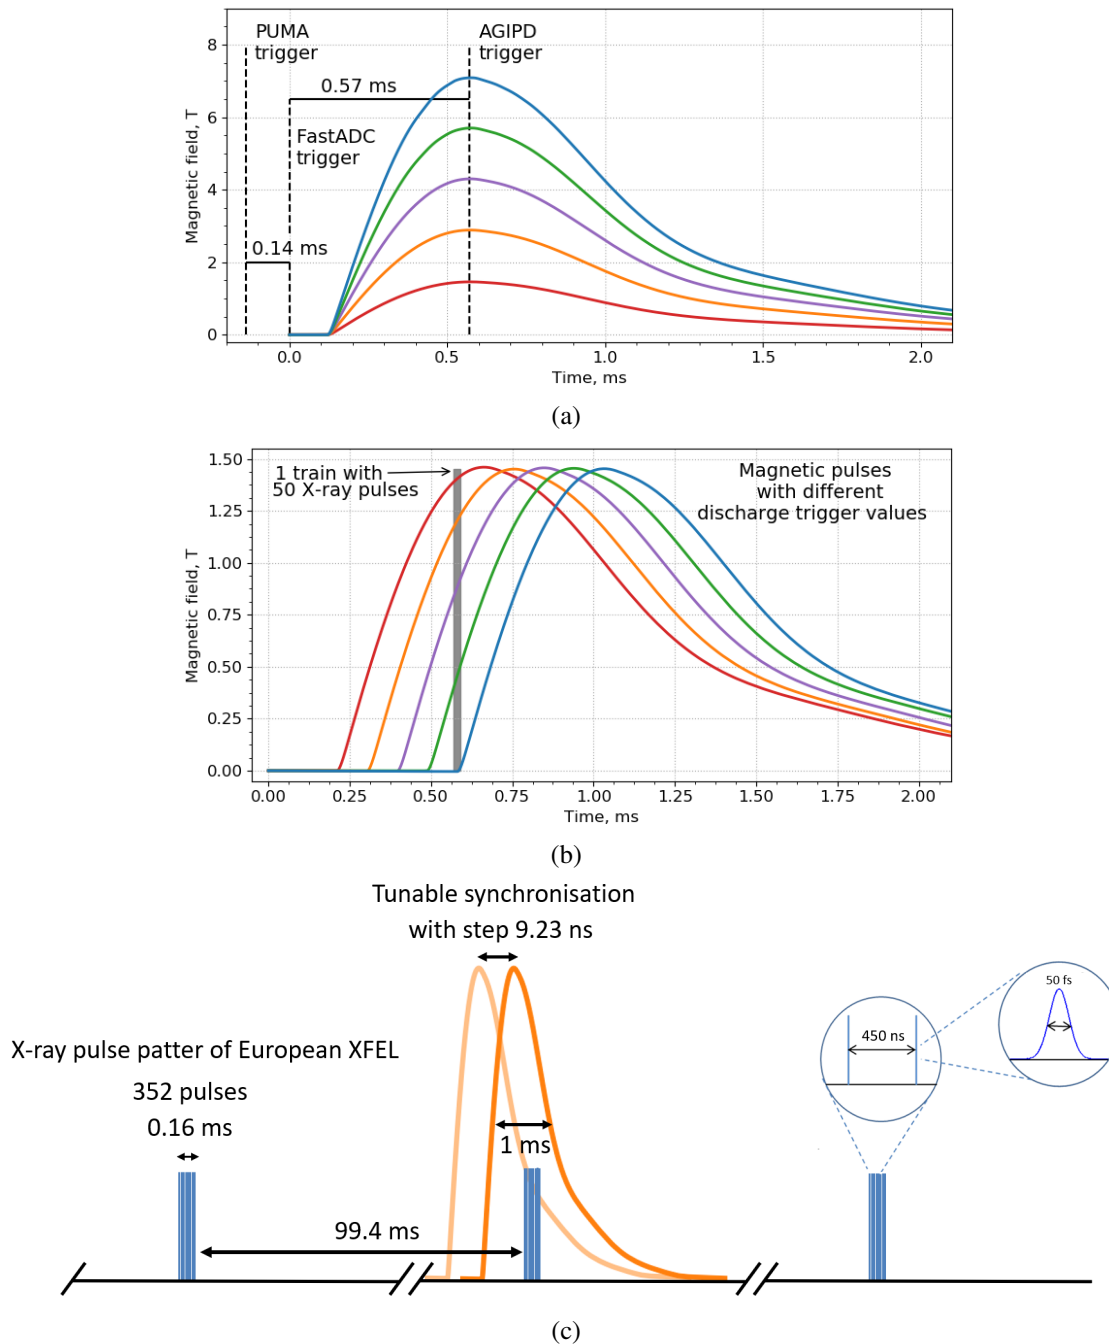 PUMA
trigger
AGIPD
trigger
0.57 ms
FastADC
trigger
0.14 ms
Magnetic field, T
8
6
4
2
0
0.0 0.5 1.0 1.5 2.0
Time, ms
(a)
1 train with
50 X-ray pulses
Magnetic pulses
with different
discharge trigger values
Magnetic field, T
1.50
1.25
1.00
0.75
0.50
0.25
0.00
0.00 0.25 0.50 0.75 1.00 1.25 1.50 1.75 2.00
Time, ms
(b)
Tunable synchronisation
with step 9.23 ns
X-ray pulse patter of European XFEL
352 pulses
0.16 ms
1 ms
99.4 ms
450 ns
50 fs
(c)